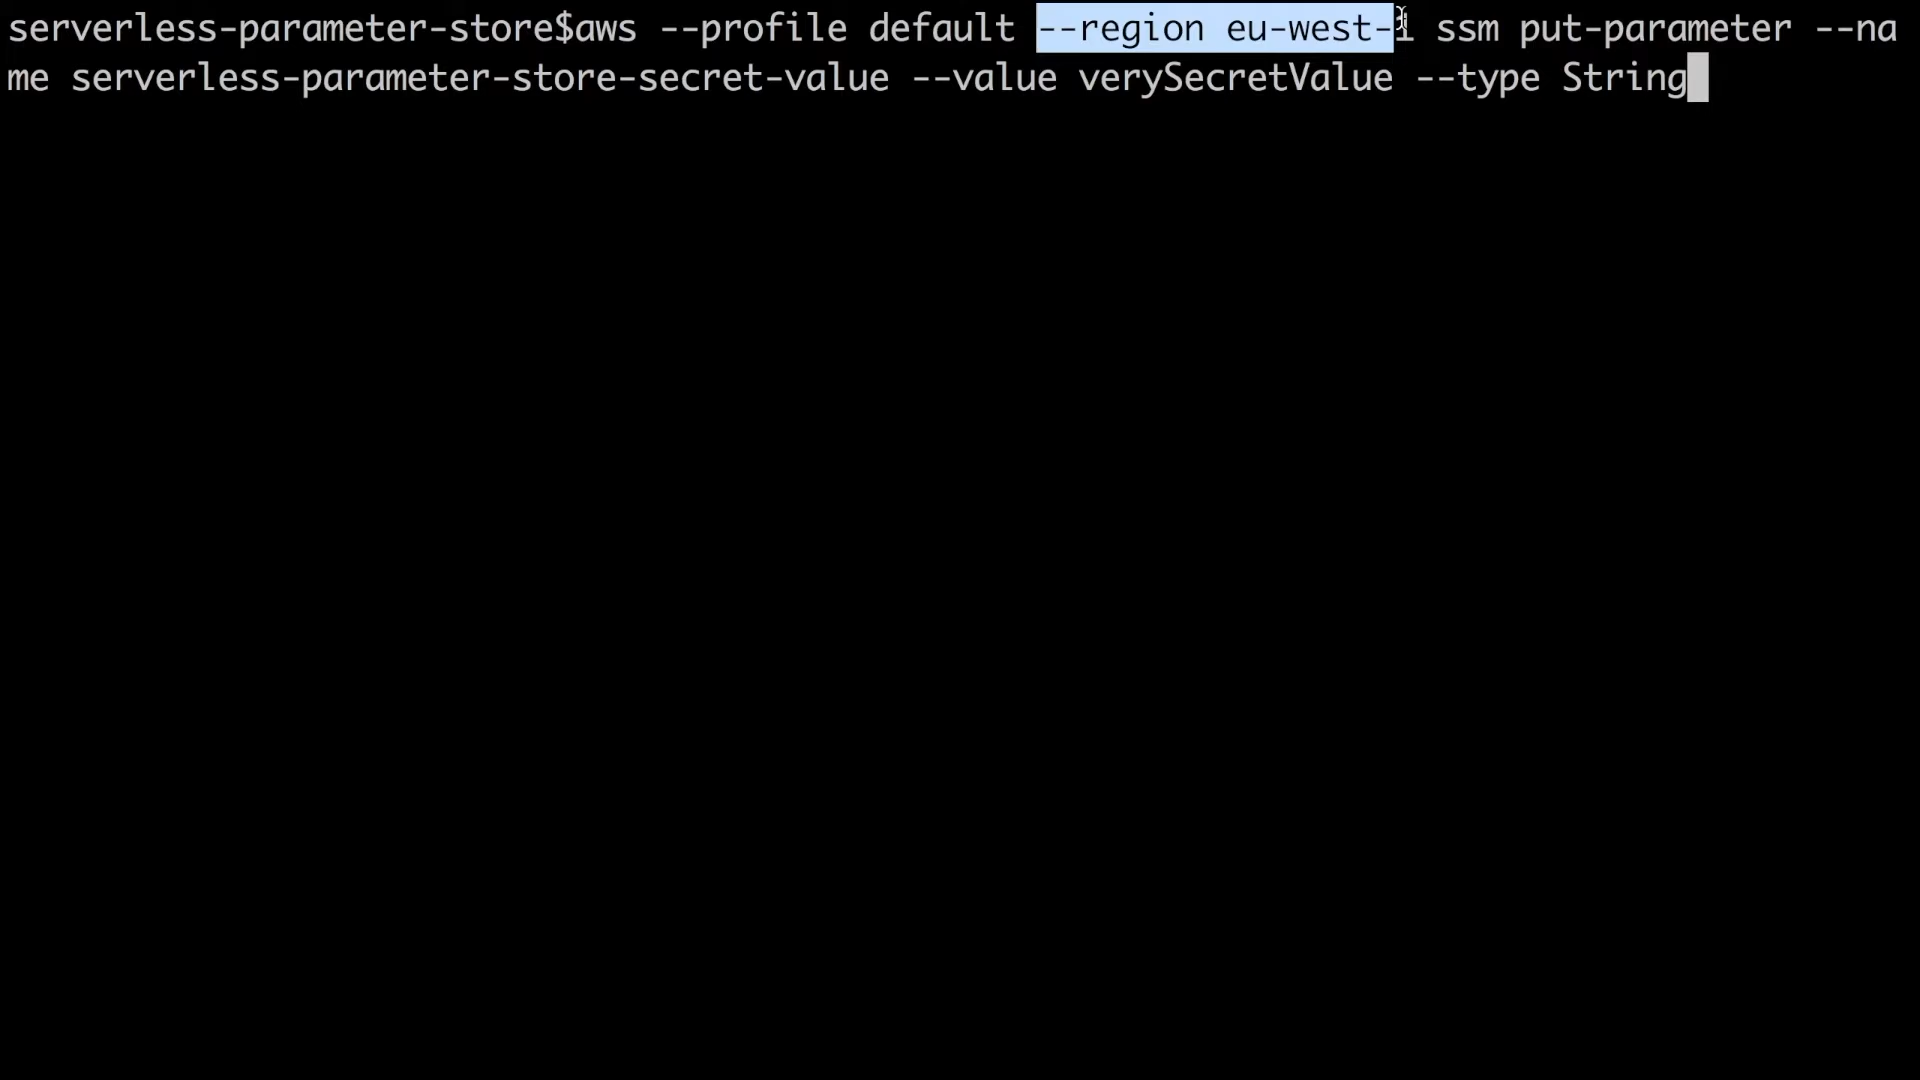 serverless-parameter-store$aws --profile default --region eu-west-1 ssm put-parameter --na
me serverless-parameter-store-secret-value --value verySecretValue --type String